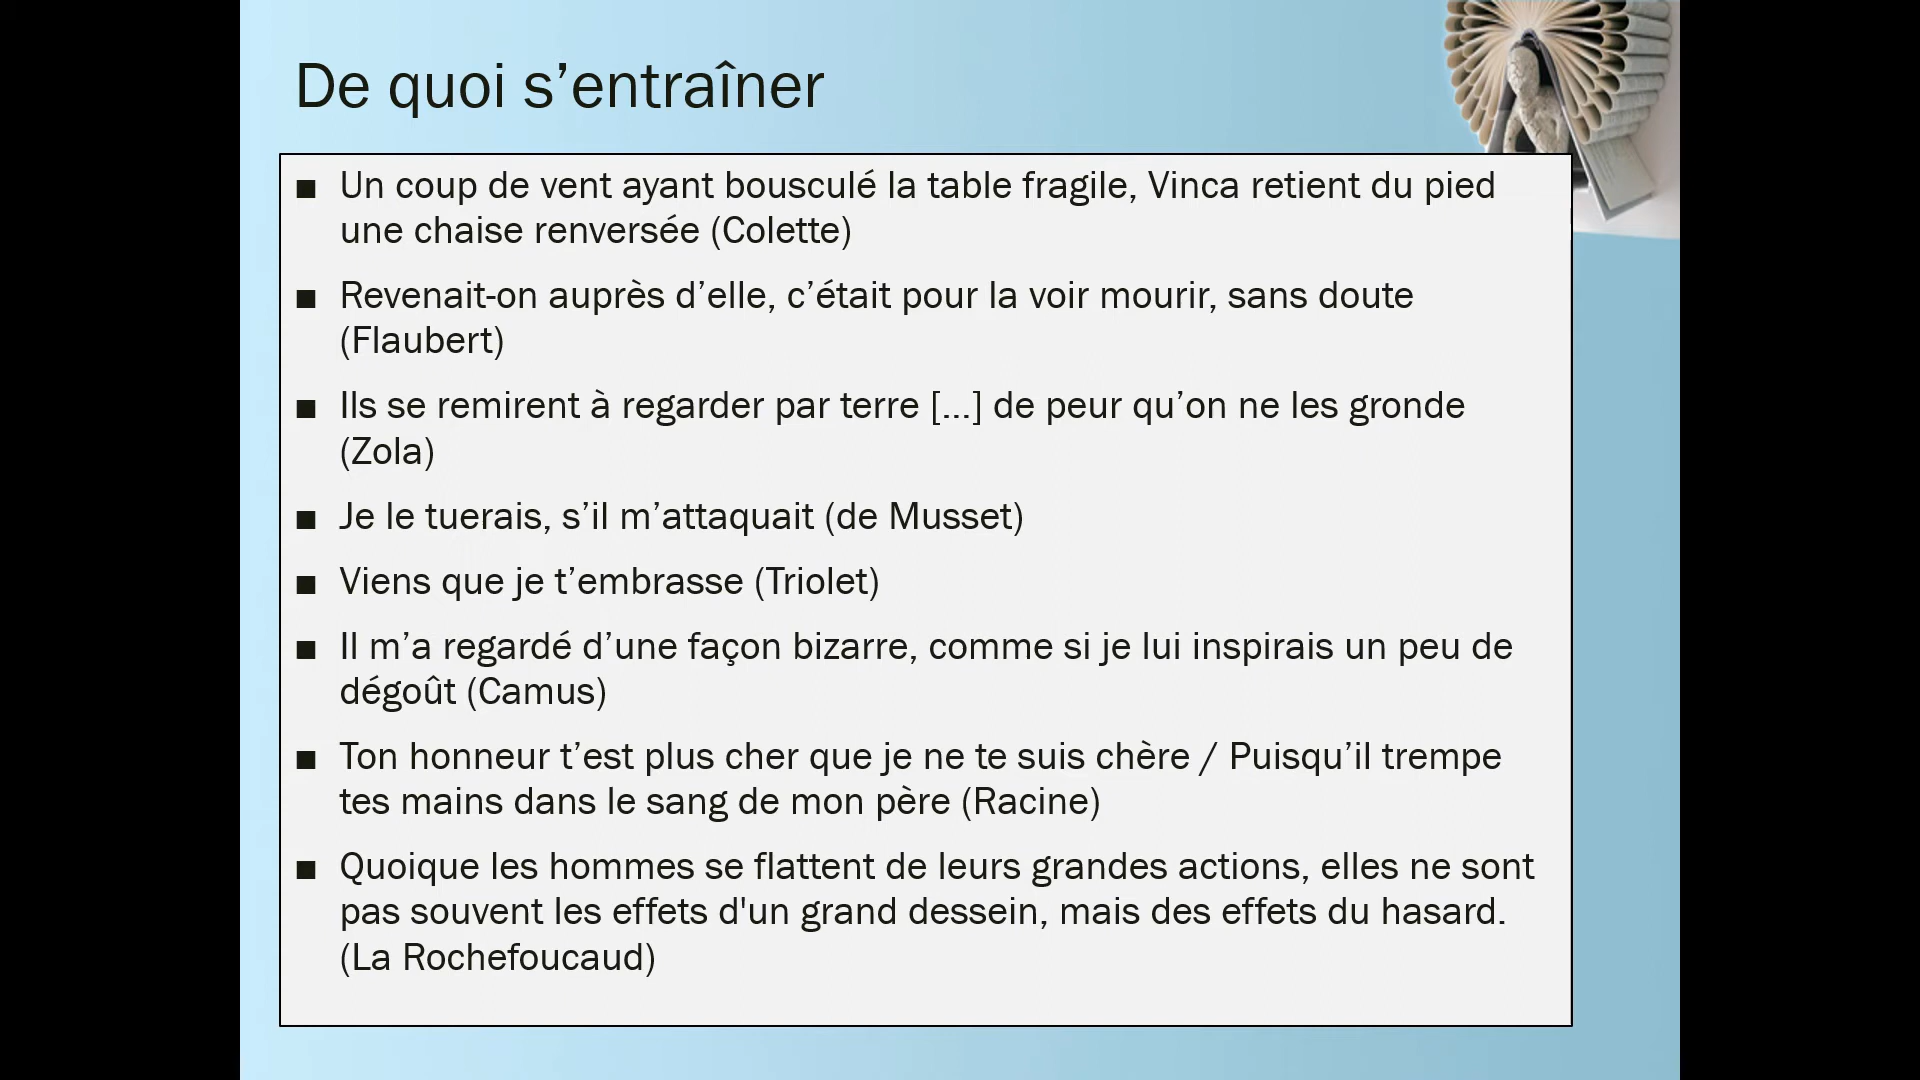 De quoi s’entraîner
■ Un coup de vent ayant bousculé la table fragile, Vinca retient du pied
une chaise renversée (Colette)
■ Revenait-on auprès d’elle, c’était pour la voir mourir, sans doute
(Flaubert)
■ Ils se remirent à regarder par terre [...] de peur qu’on ne les gronde
(Zola)
■ Je le tuerais, s’il m’attaquait (de Musset)
■ Viens que je t’embrasse (Triolet)
■ Il m’a regardé d’une façon bizarre, comme si je lui inspirais un peu de
dégoût (Camus)
■ Ton honneur t’est plus cher que je ne te suis chère / Puisqu’il trempe
tes mains dans le sang de mon père (Racine)
■ Quoique les hommes se flattent de leurs grandes actions, elles ne sont
pas souvent les effets d'un grand dessein, mais des effets du hasard.
(La Rochefoucaud)